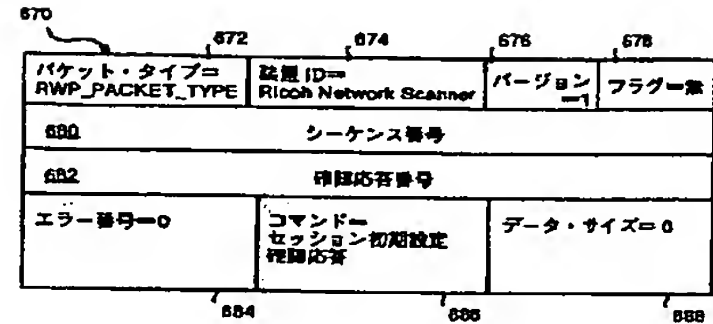 670
672 674 676 678
パケット・タイプ= 装置ID= バージョン フラグ=無
RWP_PACKET_TYPE Ricoh Network Scanner =1
680 シーケンス番号
682 確認応答番号
エラー番号=0 コマンド= データ・サイズ=0
セッション初期設定
確認応答
684 686 688